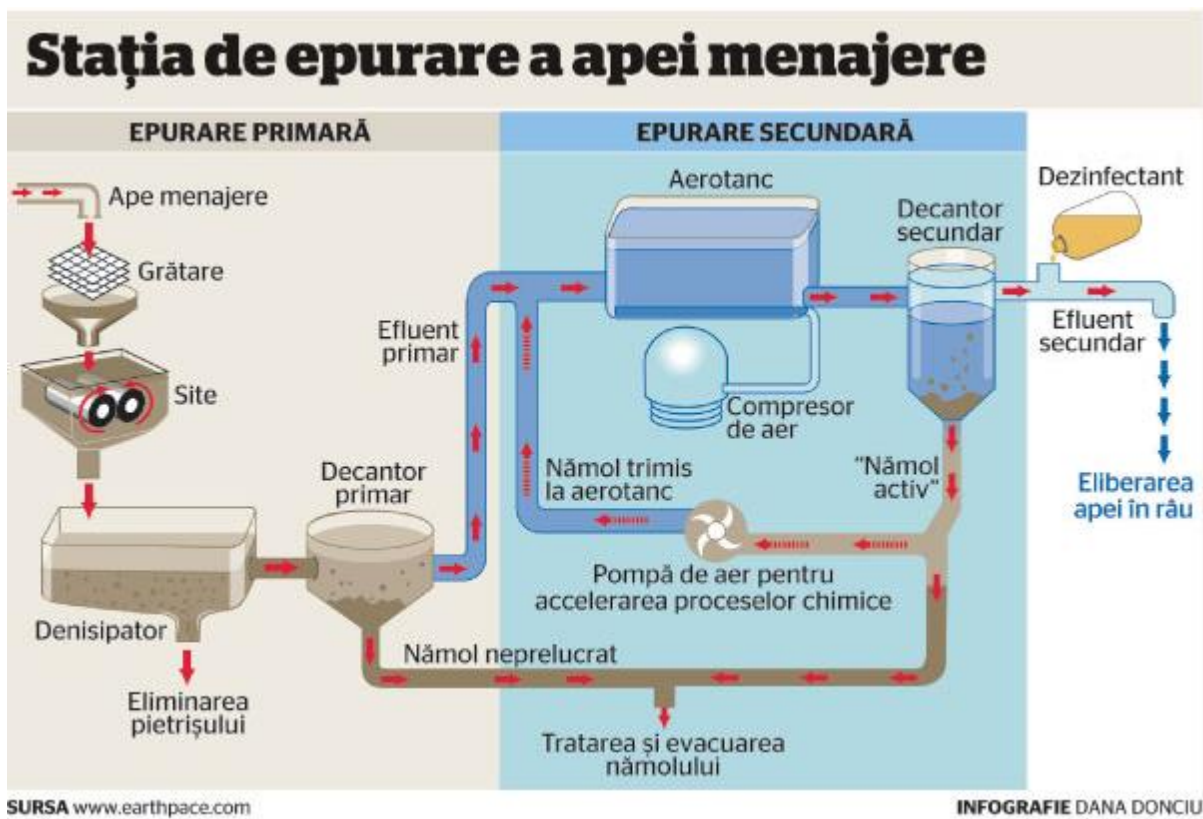 Stația de epurare a apei menajere
EPURARE PRIMARĂ
EPURARE SECUNDARĂ
Ape menajere
Grătare
Site
Denisipator
Eliminarea
pietrișului
Decantor
primar
Efluent
primar
Nămol neprelucrat
Aerotanc
Compresor
de aer
Nămol trimis
la aerotanc
Pompă de aer pentru
accelerarea proceselor chimice
Decantor
secundar
"Nămol
activ"
Tratarea și evacuarea
nămolului
Dezinfectant
Efluent
secundar
Eliberarea
apei în râu
SURSA www.earthpace.com
INFOGRAFIE DANA DONCIU